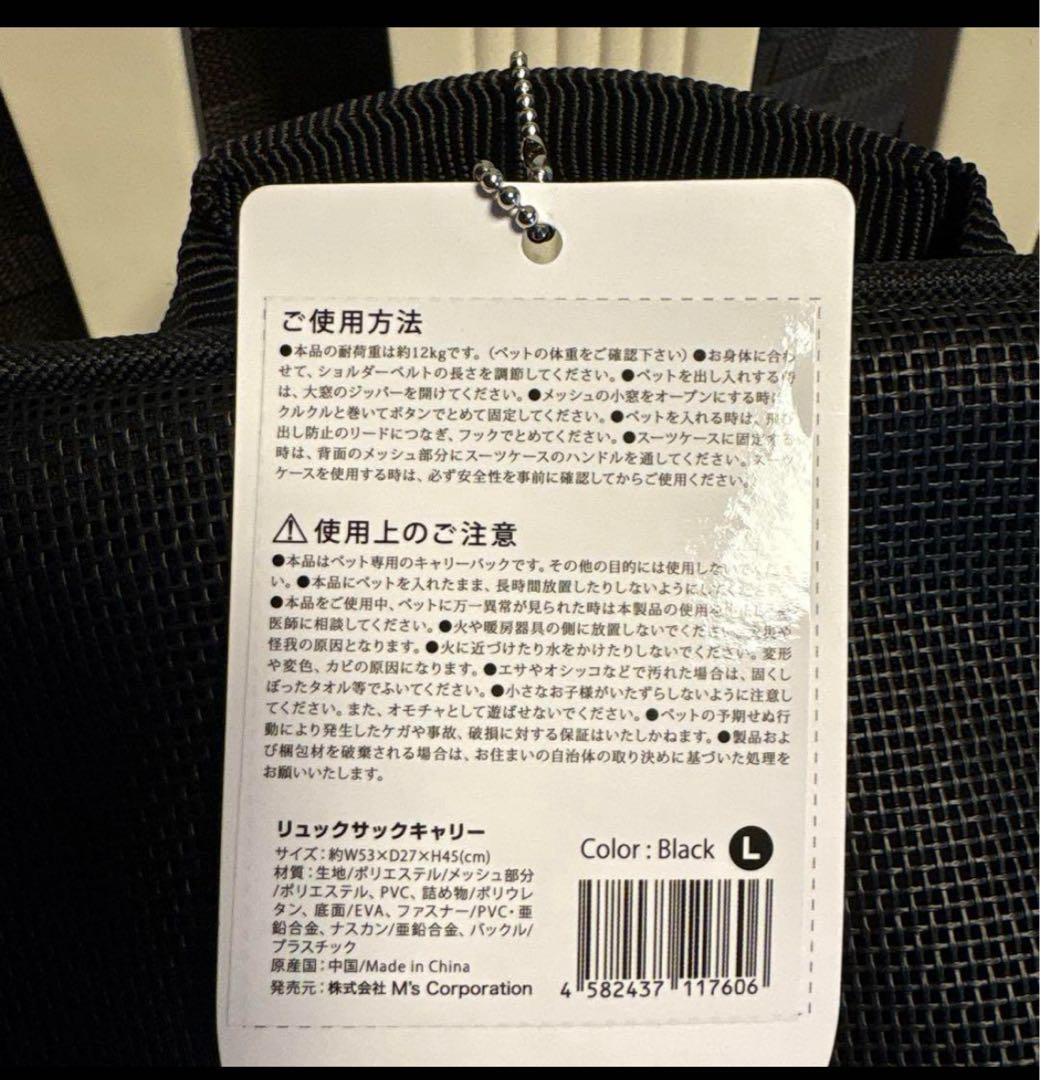 ご使用方法
●本品の耐荷重は約12kgです。（ペットの体重をご確認下さい）●お身体に合わ
せて、ショルダーベルトの長さを調節してください。●ペットを出し入れする
は、大窓のジッパーを開けてください。●メッシュの小窓をオープンにする時は
クルクルと巻いてボタンでとめて固定してください。●ペットを入れる時は、飛び
出し防止のリードにつなぎ、フックでとめてください。●スーツケースに固定する
時は、背面のメッシュ部分にスーツケースのハンドルを通してください。スーツ
ケースを使用する時は、必ず安全性を事前に確認してからご使用ください。
⚠使用上のご注意
●本品はペット専用のキャリーバックです。その他の目的には使用しないでくださ
い。●本品にペットを入れたまま、長時間放置したりしないように
●本品をご使用中、ペットに万一異常が見られた時は本製品の使用
医師に相談してください。●火や暖房器具の側に放置しないでください。
怪我の原因となります。●火に近づけたり水をかけたりしないでください。変形
や変色、カビの原因になります。●エサやオシッコなどで汚れた場合は、固くし
ぼったタオル等でふいてください。●小さなお子様がいたずらしないように注意し
てください。また、オモチャとして遊ばせないでください。●ペットの予期せぬ行
動により発生したケガや事故、破損に対する保証はいたしかねます。●製品およ
び梱包材を破棄される場合は、お住まいの自治体の取り決めに基づいた処理を
お願いいたします。
リュックサックキャリー
サイズ：約W53×D27×H45(cm)
材質：生地/ポリエステル/メッシュ部分
/ポリエステル、PVC、詰め物/ポリウレ
タン、底面/EVA、ファスナー/PVC・亜
鉛合金、ナスカン/亜鉛合金、バックル/
プラスチック
原産国：中国/Made in China
発売元：株式会社 M's Corporation
Color : Black L
4 582437 117606